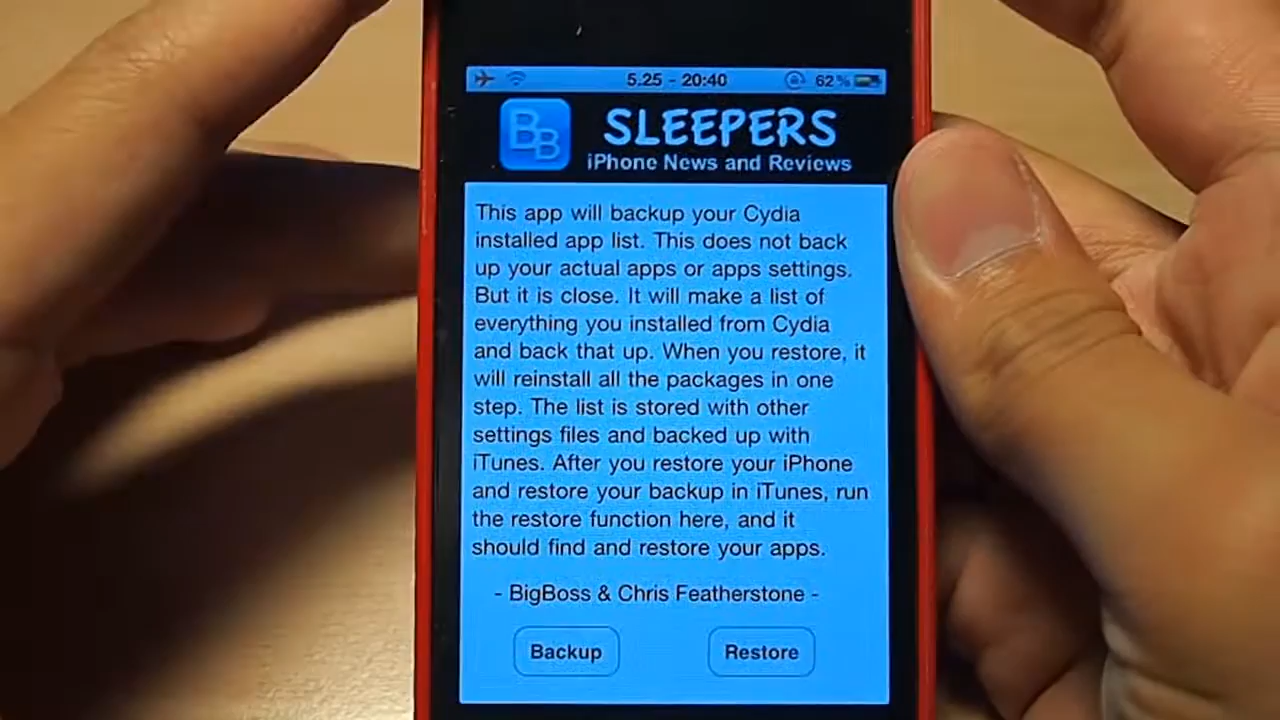 5.25 - 20:40 62%
BB
SLEEPERS
iPhone News and Reviews
This app will backup your Cydia
installed app list. This does not back
up your actual apps or apps settings.
But it is close. It will make a list of
everything you installed from Cydia
and back that up. When you restore, it
will reinstall all the packages in one
step. The list is stored with other
settings files and backed up with
iTunes. After you restore your iPhone
and restore your backup in iTunes, run
the restore function here, and it
should find and restore your apps.
- BigBoss & Chris Featherstone -
Backup Restore